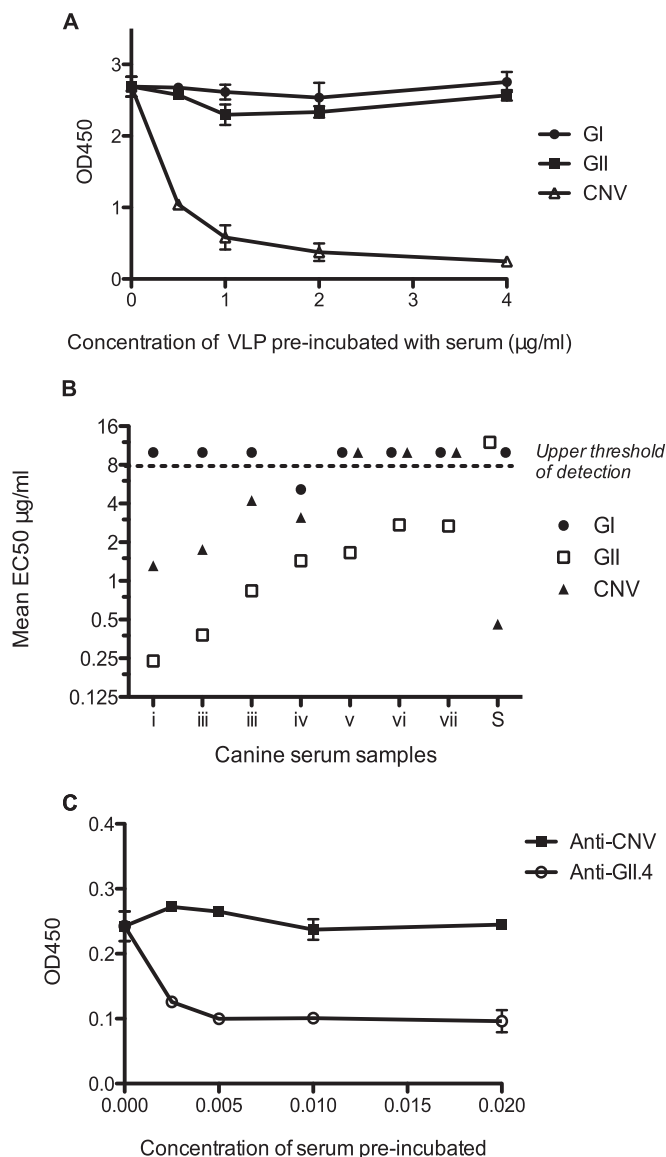 A
3
2
1
0
OD450
0 1 2 3 4
Concentration of VLP pre-incubated with serum (µg/ml)
GI
GII
CNV
B
16
8
4
2
1
0.5
0.25
0.125
Mean EC50 µg/ml
i iii iii iv v vi vii S
Canine serum samples
Upper threshold
of detection
GI
GII
CNV
C
0.4
0.3
0.2
0.1
0.0
OD450
0.000 0.005 0.010 0.015 0.020
Concentration of serum pre-incubated
Anti-CNV
Anti-GII.4